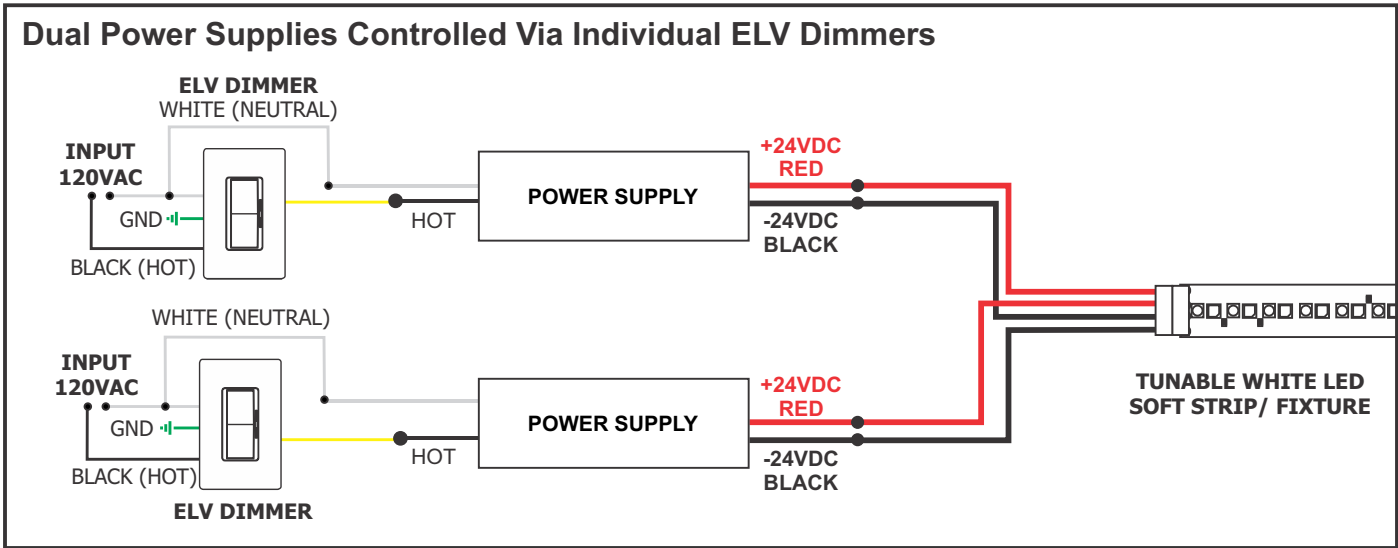 Dual Power Supplies Controlled Via Individual ELV Dimmers
ELV DIMMER
WHITE (NEUTRAL)
INPUT
120VAC
GND
BLACK (HOT)
HOT
POWER SUPPLY
+24VDC
RED
-24VDC
BLACK
WHITE (NEUTRAL)
INPUT
120VAC
GND
BLACK (HOT)
ELV DIMMER
HOT
POWER SUPPLY
+24VDC
RED
-24VDC
BLACK
TUNABLE WHITE LED
SOFT STRIP/ FIXTURE